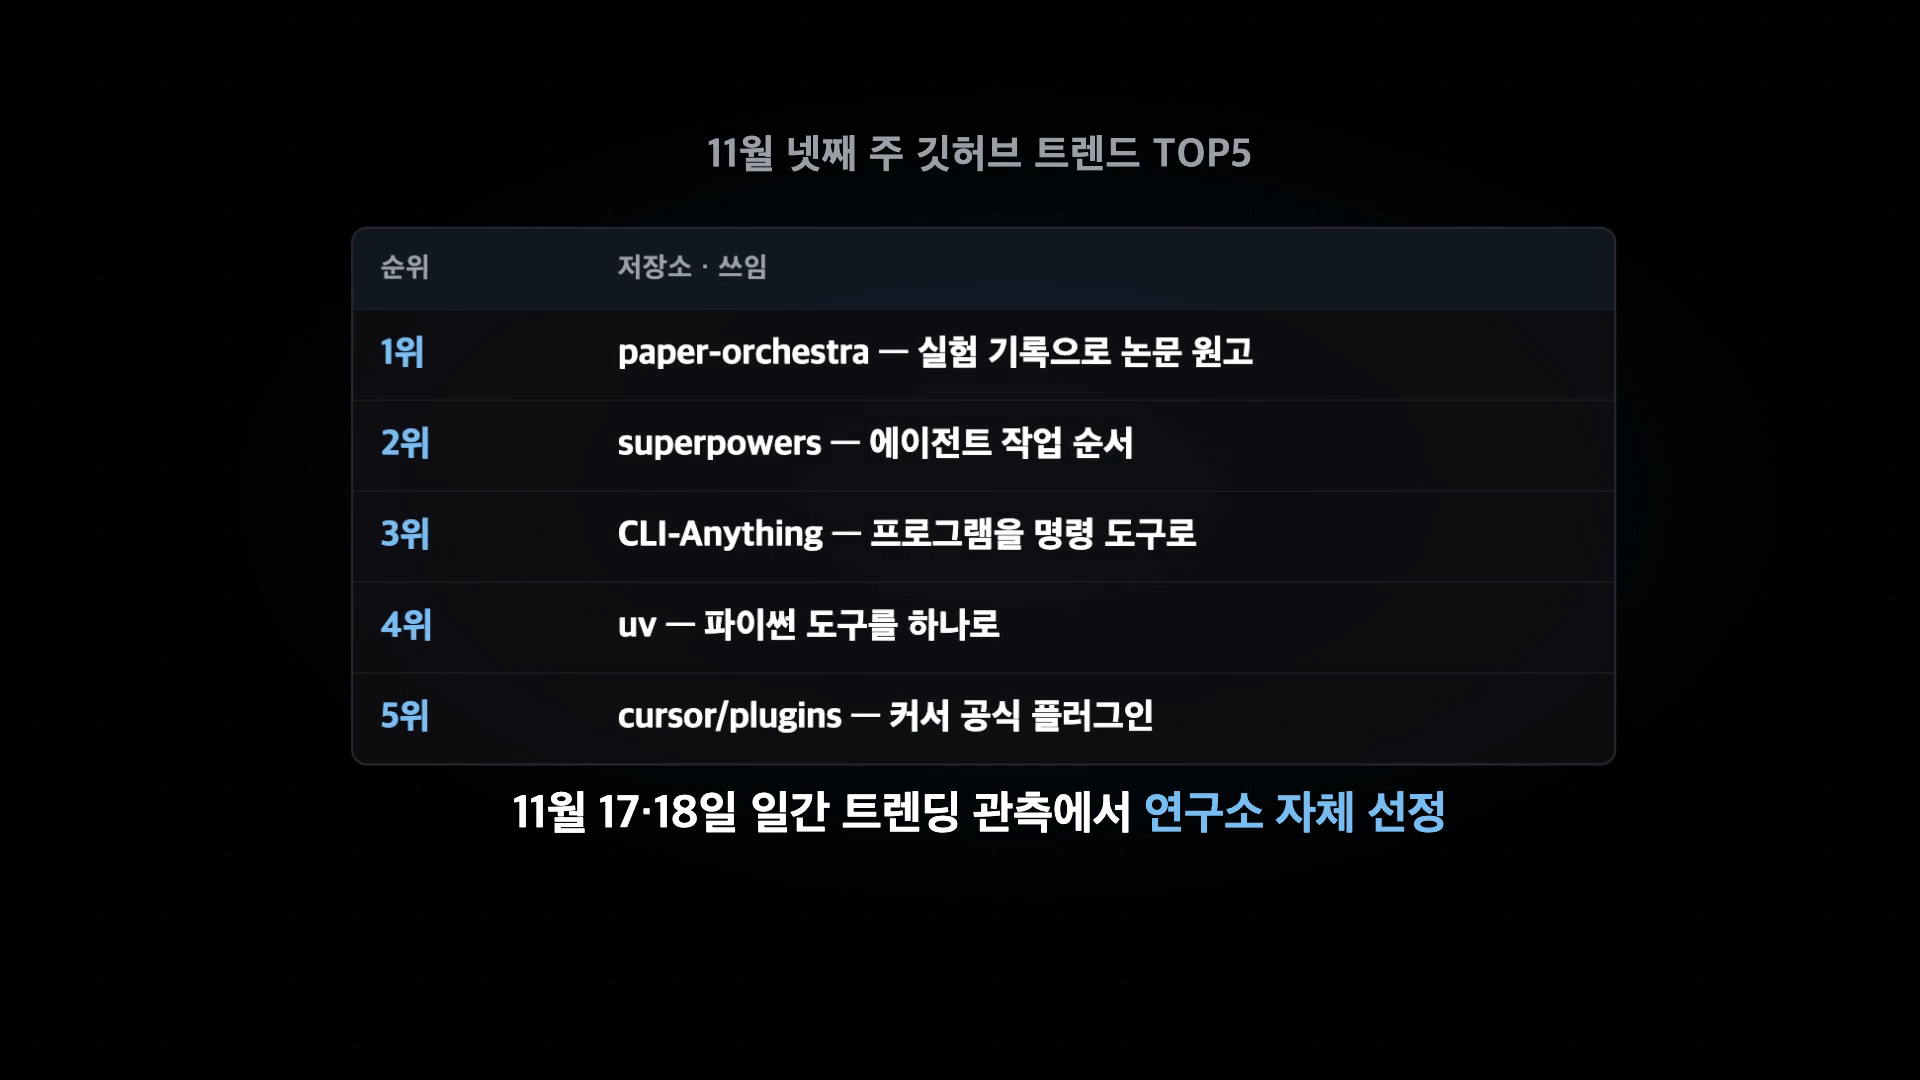 11월 넷째 주 깃허브 트렌드 TOP5
순위 저장소 · 쓰임
1위 paper-orchestra — 실험 기록으로 논문 원고
2위 superpowers — 에이전트 작업 순서
3위 CLI-Anything — 프로그램을 명령 도구로
4위 uv — 파이썬 도구를 하나로
5위 cursor/plugins — 커서 공식 플러그인
11월 17·18일 일간 트렌딩 관측에서 연구소 자체 선정